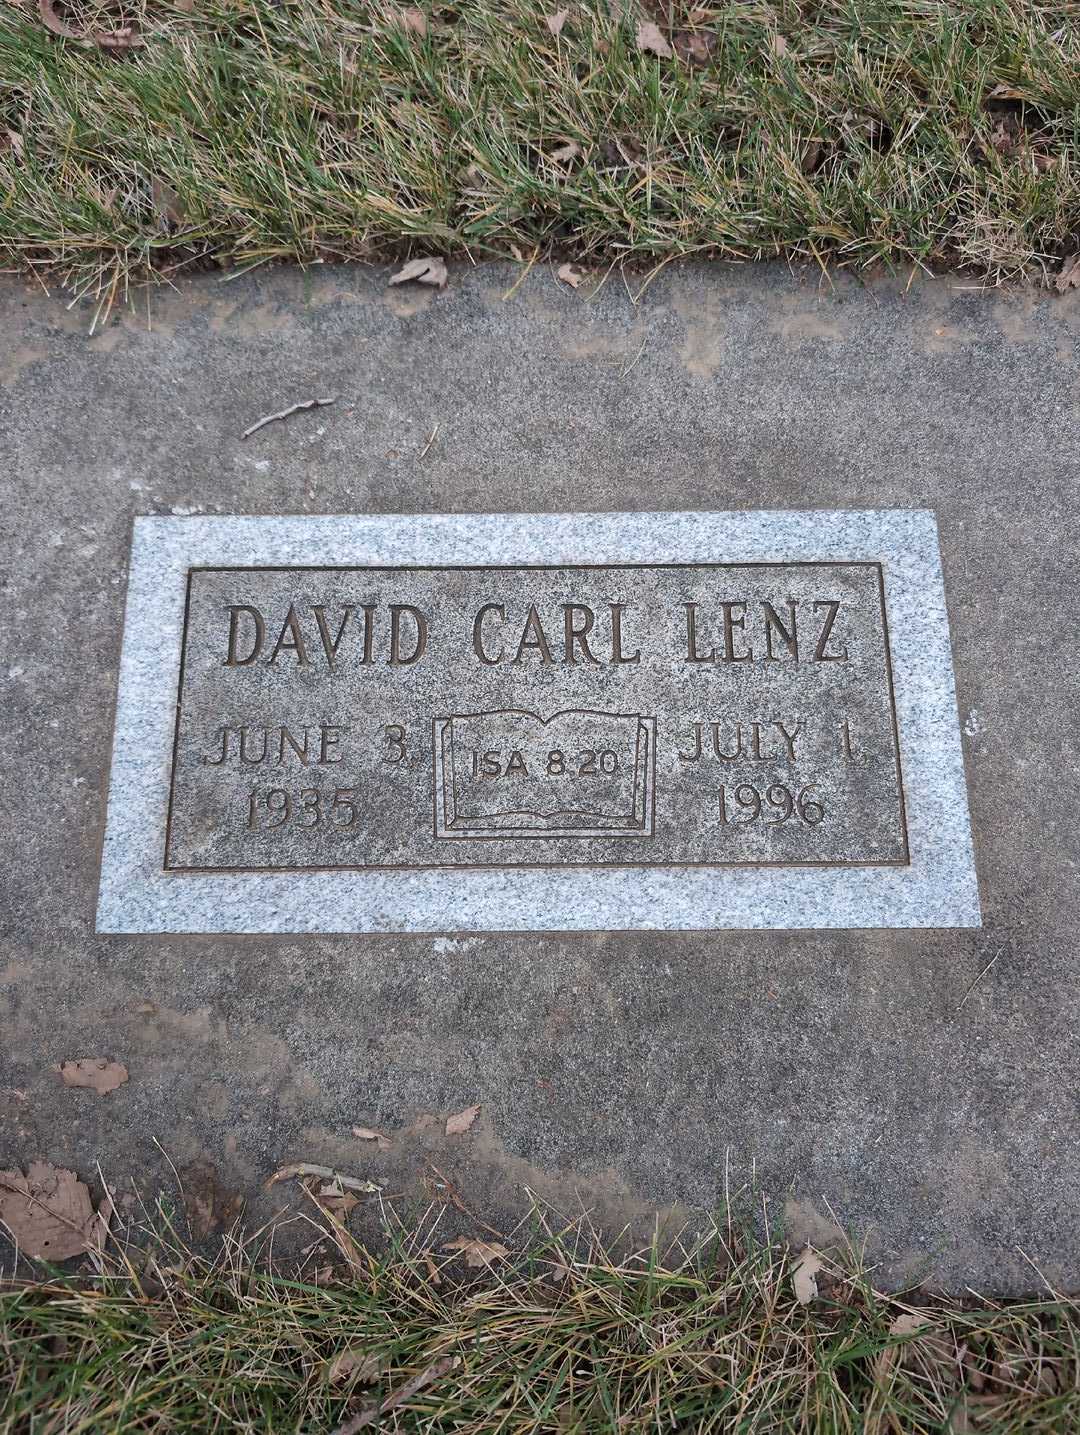 DAVID CARL LENZ
JUNE 3,
1935
ISA 8:20
JULY 1,
1996